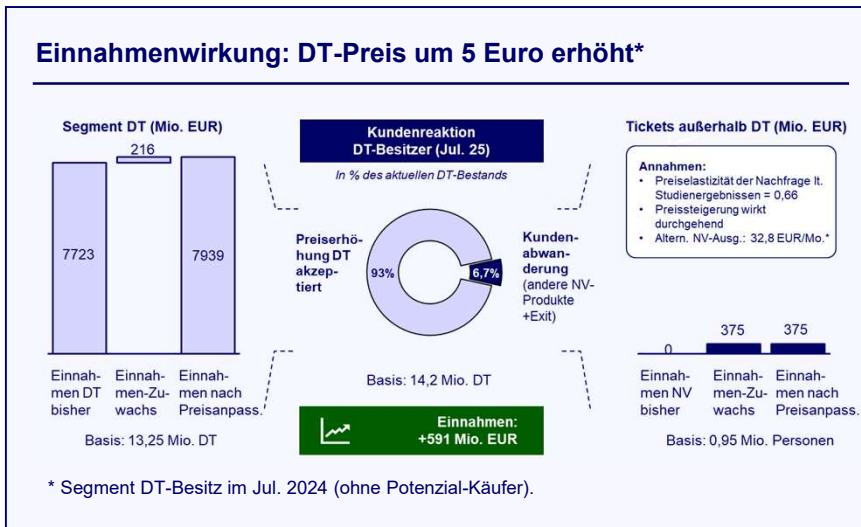 Einnahmenwirkung: DT-Preis um 5 Euro erhöht*
Segment DT (Mio. EUR)
216
7723
7939
Einnah-
men DT
bisher
Einnah-
men-Zu-
wachs
Einnah-
men nach
Preisanpass.
Basis: 13,25 Mio. DT
Kundenreaktion
DT-Besitzer (Jul. 25)
In % des aktuellen DT-Bestands
Preiserhö-
hung DT
akzep-
tiert
93%
6,7%
Kunden-
abwan-
derung
(andere NV-
Produkte
+Exit)
Basis: 14,2 Mio. DT
Einnahmen:
+591 Mio. EUR
Tickets außerhalb DT (Mio. EUR)
Annahmen:
• Preiselastizität der Nachfrage lt.
Studienergebnissen = 0,66
• Preissteigerung wirkt
durchgehend
• Altern. NV-Ausg.: 32,8 EUR/Mo.*
0
375
375
Einnah-
men NV
bisher
Einnah-
men-Zu-
wachs
Einnah-
men nach
Preisanpass.
Basis: 0,95 Mio. Personen
* Segment DT-Besitz im Jul. 2024 (ohne Potenzial-Käufer).